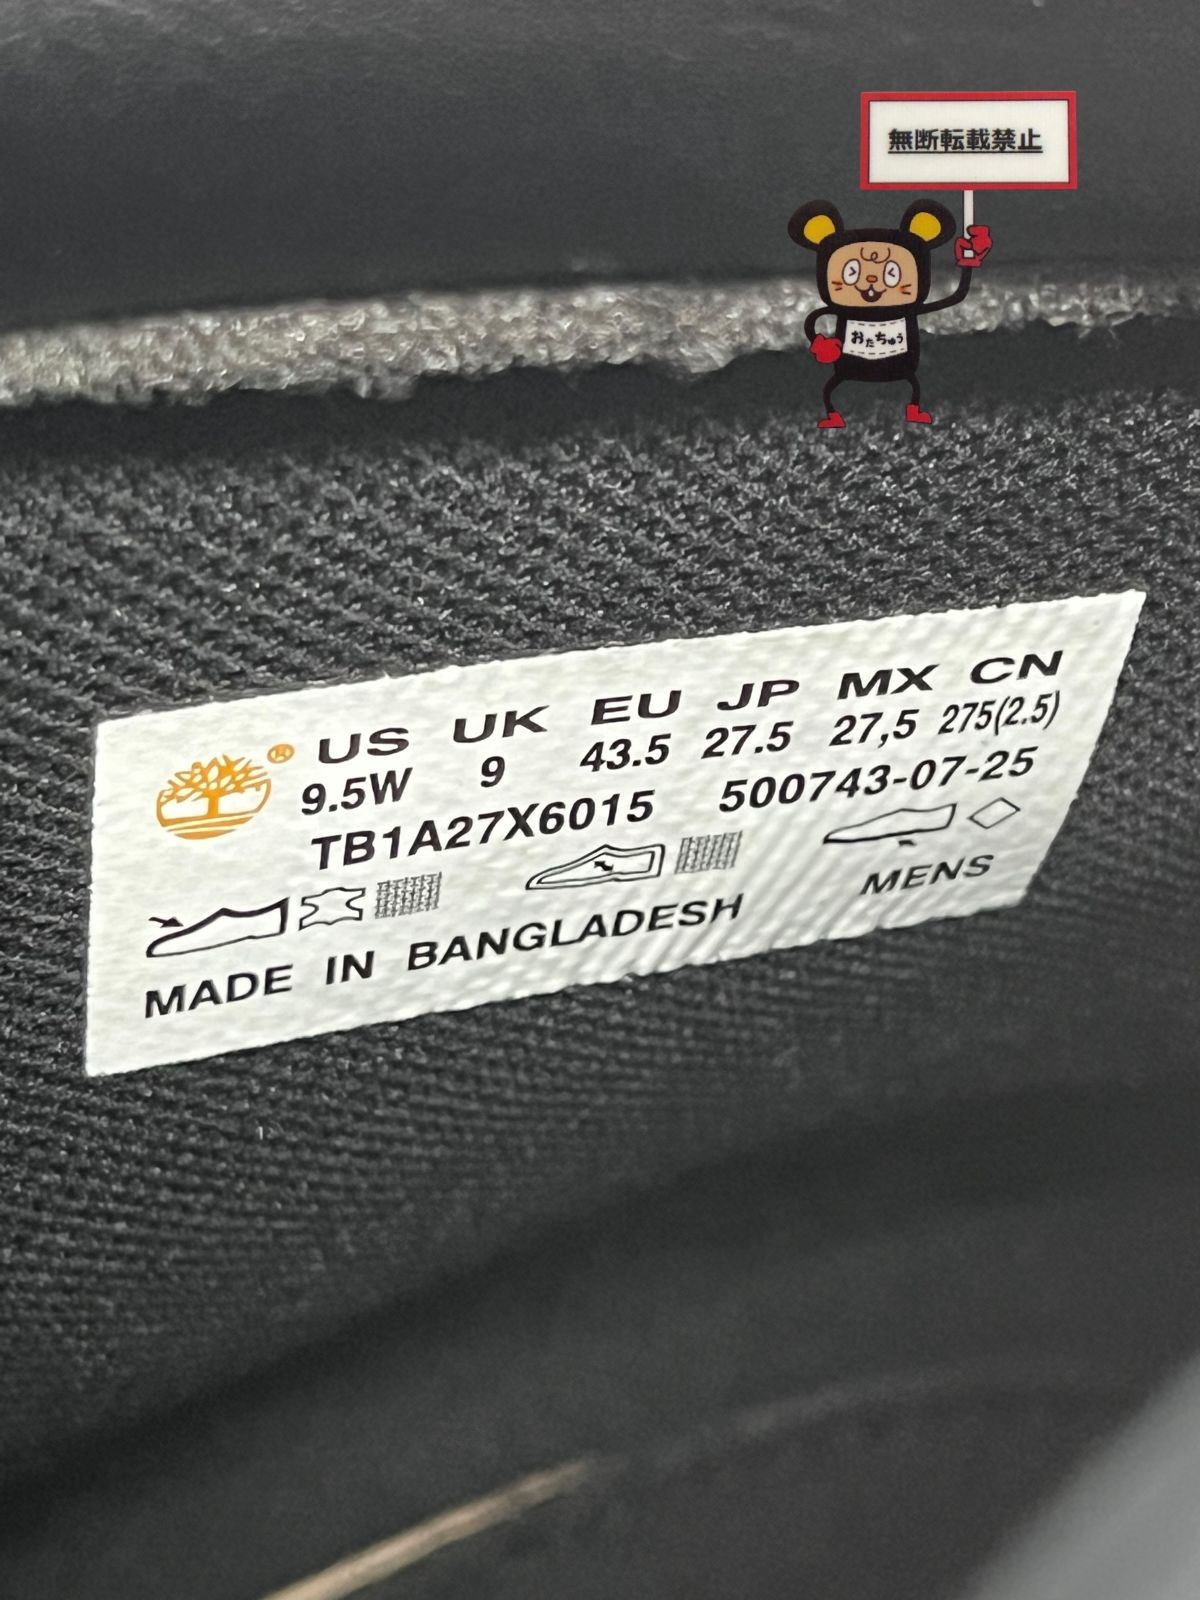 無断転載禁止
おたちゅう
US UK EU JP MX CN
9.5W 9 43.5 27.5 27,5 275(2.5)
TB1A27X6015 500743-07-25
MENS
MADE IN BANGLADESH